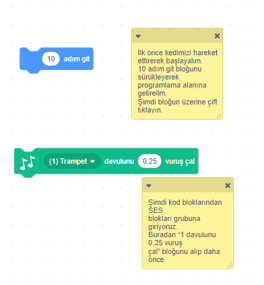 10 adım git
İlk önce kedimizi hareket
ettirerek başlayalım.
10 adım git bloğunu
sürükleyerek
programlama alanına
getirelim.
Şimdi bloğun üzerine çift
tıklayın.
(1) Trampet davulunu 0.25 vuruş çal
Şimdi kod bloklarından
SES
blokları grubuna
giriyoruz.
Buradan "1 davulunu
0.25 vuruş
çal" bloğunu alıp daha
önce